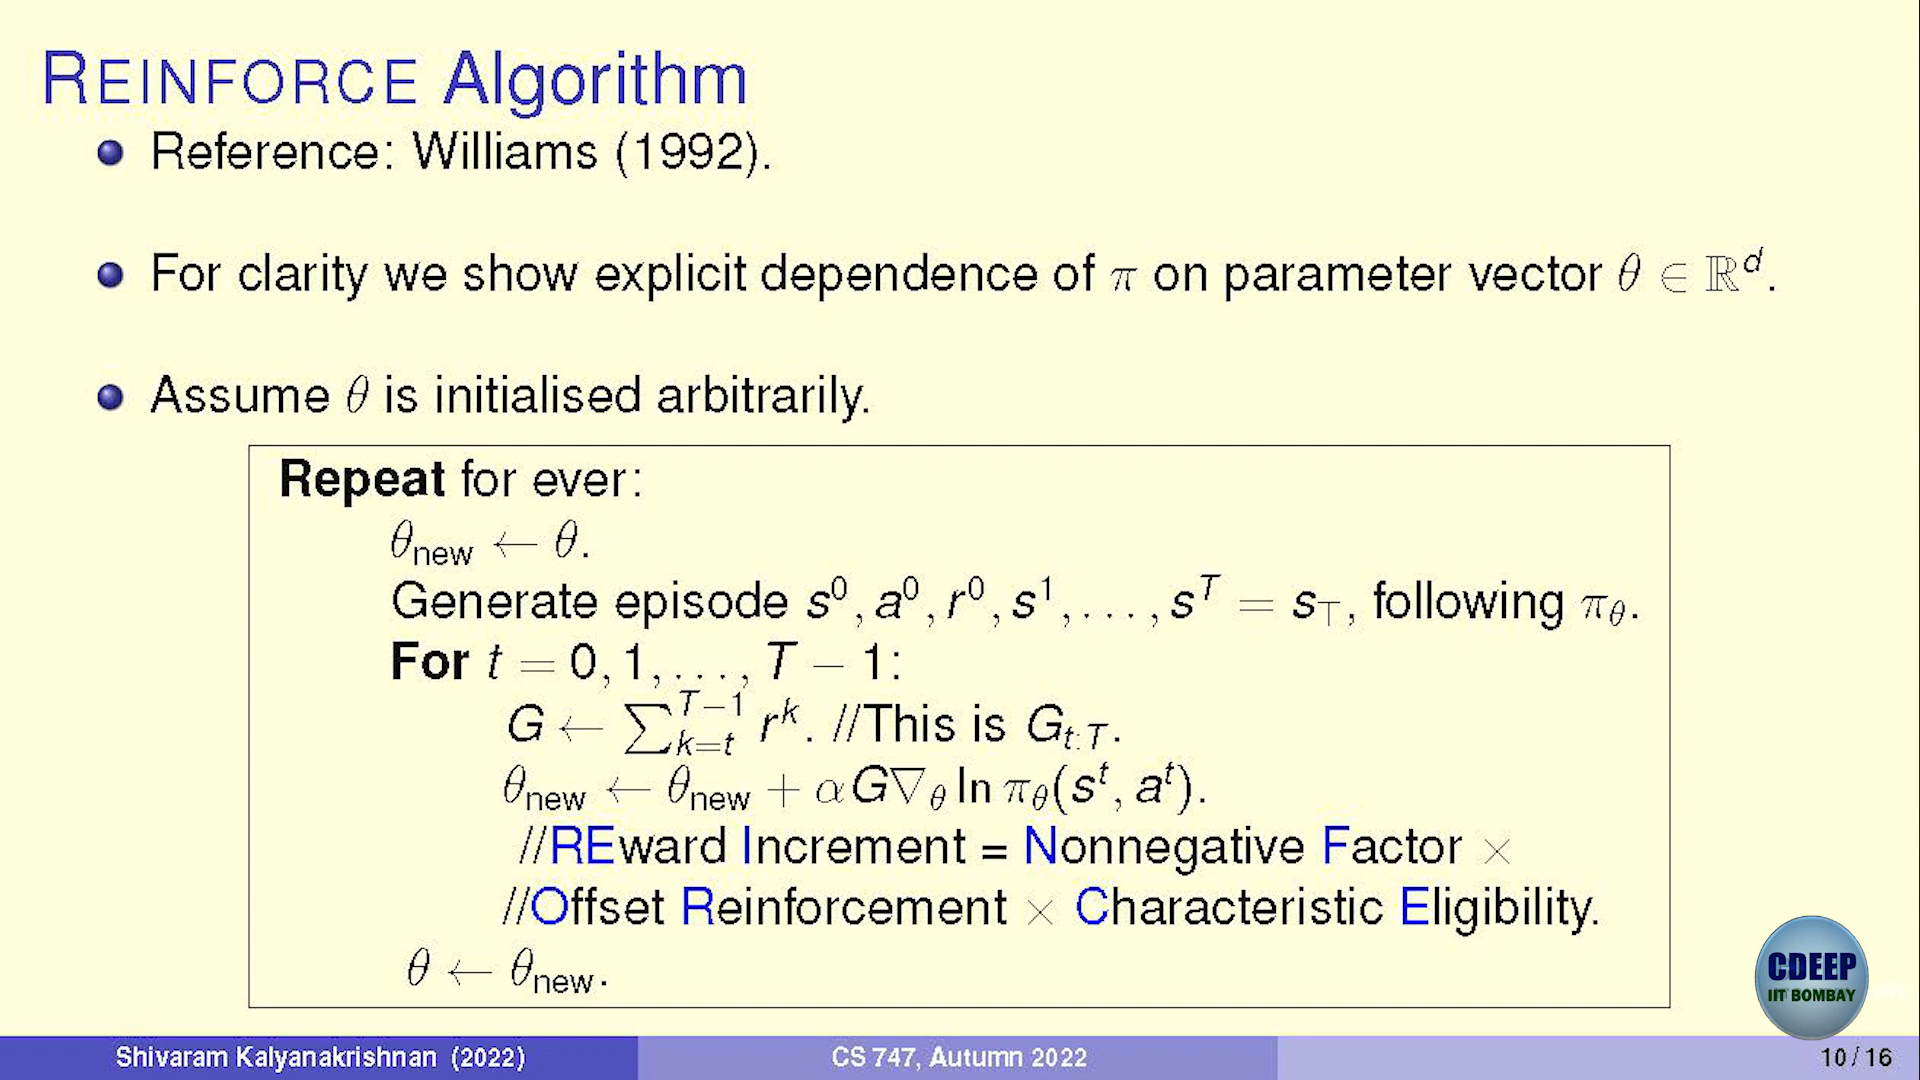 REINFORCE Algorithm
Reference: Williams (1992).
For clarity we show explicit dependence of π on parameter vector θ ∈ ℝ^d.
Assume θ is initialised arbitrarily.
Repeat for ever:
θ_new ← θ.
Generate episode s^0, a^0, r^0, s^1, . . . , s^T = s_⊤, following π_θ.
For t = 0, 1, . . . , T − 1:
G ← ∑_{k=t}^{T−1} r^k. //This is G_{t:T}.
θ_new ← θ_new + αG∇_θ ln π_θ(s^t, a^t).
//REward Increment = Nonnegative Factor ×
//Offset Reinforcement × Characteristic Eligibility.
θ ← θ_new.
CDEEP
IIT BOMBAY
Shivaram Kalyanakrishnan (2022) CS 747, Autumn 2022 10 / 16